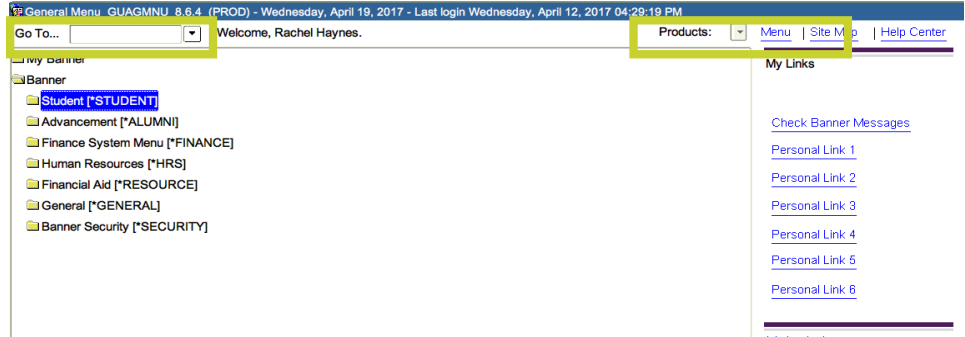 General Menu GUAGMNU 8.6.4 (PROD) - Wednesday, April 19, 2017 - Last login Wednesday, April 12, 2017 04:29:19 PM
Go To... Welcome, Rachel Haynes. Products: Menu | Site Map | Help Center
My Banner
Banner
Student [*STUDENT]
Advancement [*ALUMNI]
Finance System Menu [*FINANCE]
Human Resources [*HRS]
Financial Aid [*RESOURCE]
General [*GENERAL]
Banner Security [*SECURITY]
My Links
Check Banner Messages
Personal Link 1
Personal Link 2
Personal Link 3
Personal Link 4
Personal Link 5
Personal Link 6